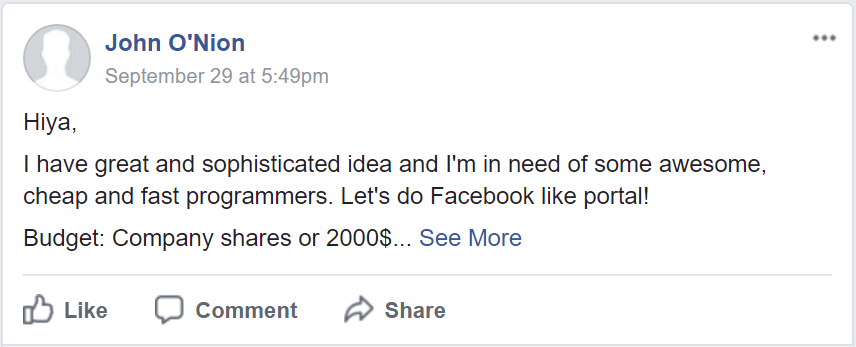 John O'Nion
September 29 at 5:49pm
Hiya,
I have great and sophisticated idea and I'm in need of some awesome,
cheap and fast programmers. Let's do Facebook like portal!
Budget: Company shares or 2000$... See More
Like Comment Share